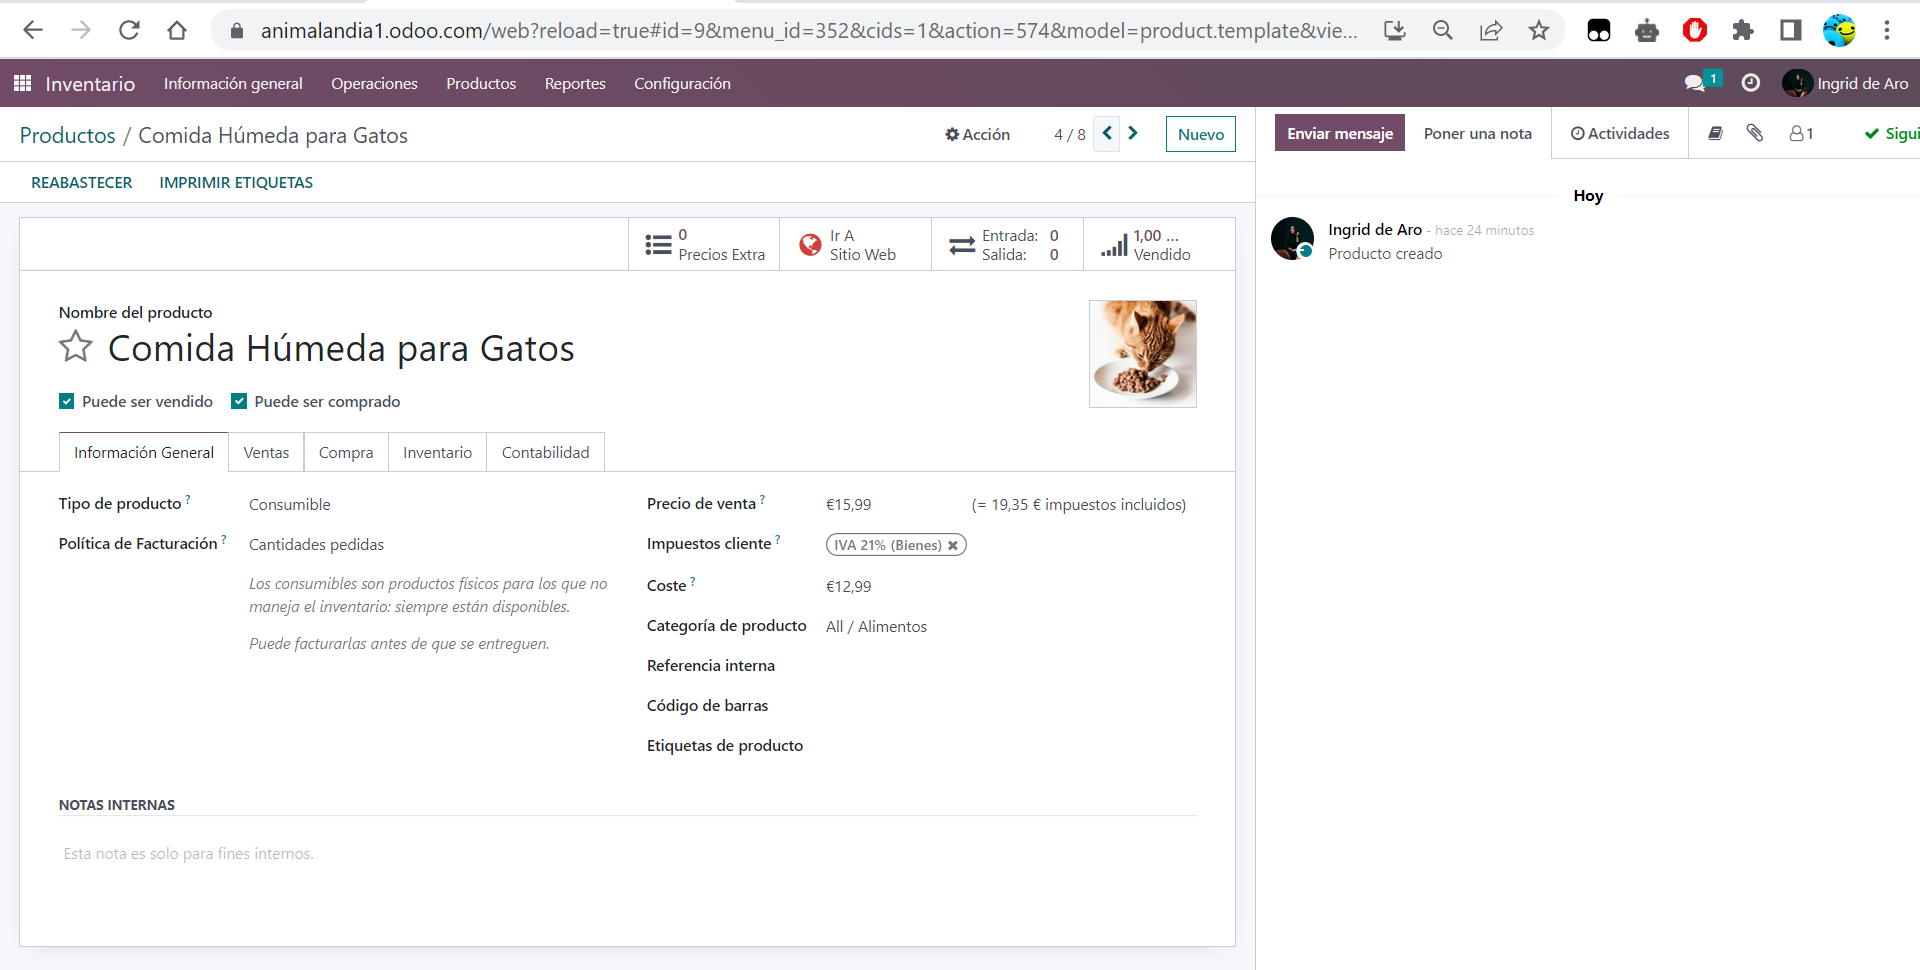 animalandia1.odoo.com/web?reload=true#id=9&menu_id=352&cids=1&action=574&model=product.template&vie...
Inventario Información general Operaciones Productos Reportes Configuración 1 Ingrid de Aro
Productos / Comida Húmeda para Gatos Acción 4 / 8 Nuevo
Enviar mensaje Poner una nota Actividades 1 Sigui
REABASTECER IMPRIMIR ETIQUETAS
Hoy
0
Precios Extra
Ir A
Sitio Web
Entrada: 0
Salida: 0
1,00 ...
Vendido
Ingrid de Aro - hace 24 minutos
Producto creado
Nombre del producto
Comida Húmeda para Gatos
Puede ser vendido Puede ser comprado
Información General Ventas Compra Inventario Contabilidad
Tipo de producto ? Consumible
Política de Facturación ? Cantidades pedidas
Los consumibles son productos físicos para los que no
maneja el inventario: siempre están disponibles.
Puede facturarlas antes de que se entreguen.
Precio de venta ? €15,99 (= 19,35 € impuestos incluidos)
Impuestos cliente ? IVA 21% (Bienes)
Coste ? €12,99
Categoría de producto All / Alimentos
Referencia interna
Código de barras
Etiquetas de producto
NOTAS INTERNAS
Esta nota es solo para fines internos.